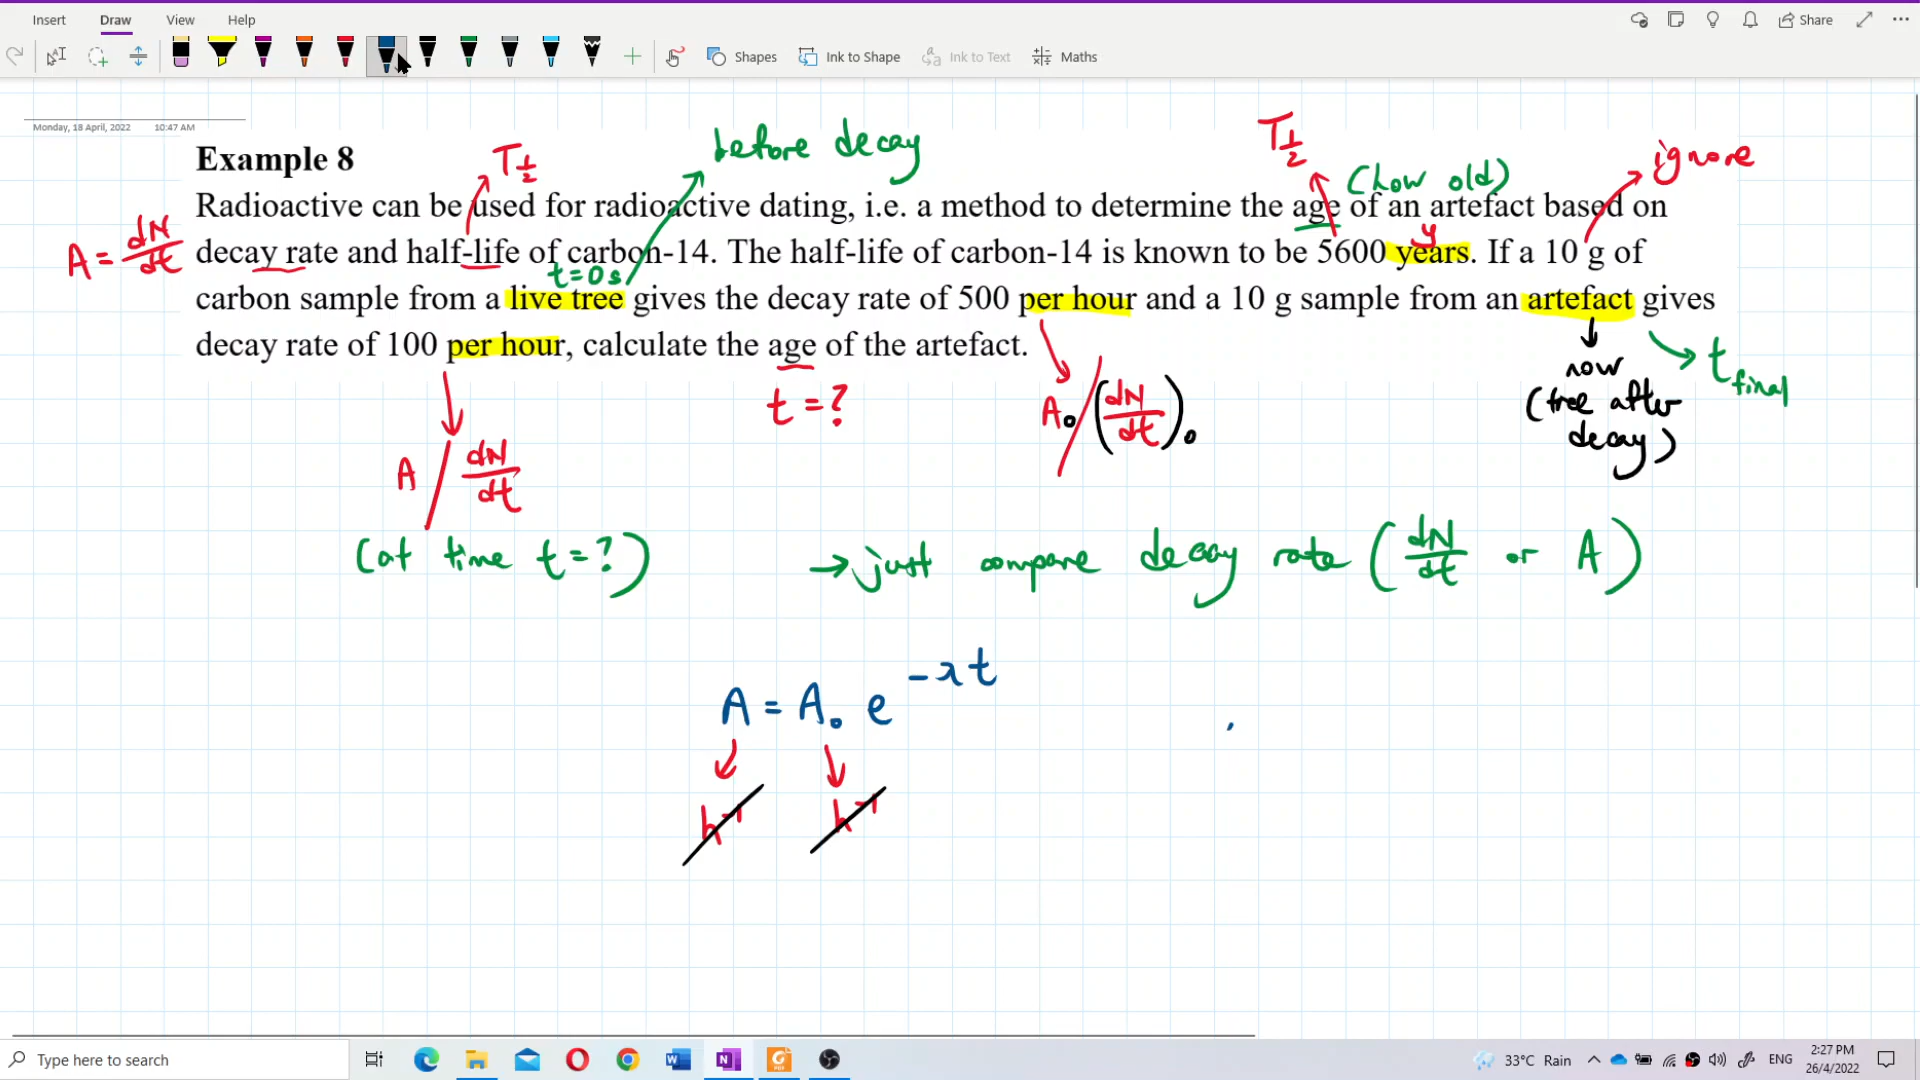 Insert Draw View Help Share
Shapes Ink to Shape Ink to Text Maths
Monday, 18 April, 2022 10:47 AM
before decay
T½
T½
ignore
(how old)
Example 8
Radioactive can be used for radioactive dating, i.e. a method to determine the age of an artefact based on
A = dN/dt
decay rate and half-life of carbon-14. The half-life of carbon-14 is known to be 5600 years. If a 10 g of
y
t=0s
carbon sample from a live tree gives the decay rate of 500 per hour and a 10 g sample from an artefact gives
decay rate of 100 per hour, calculate the age of the artefact.
now
(tree after
decay)
t final
t = ?
A₀ / (dN/dt)₀
A / dN/dt
(at time t = ?)
→ just compare decay rate (dN/dt or A)
A = A₀ e^-λt
h⁻¹ h⁻¹
Type here to search
33°C Rain ENG 2:27 PM
26/4/2022